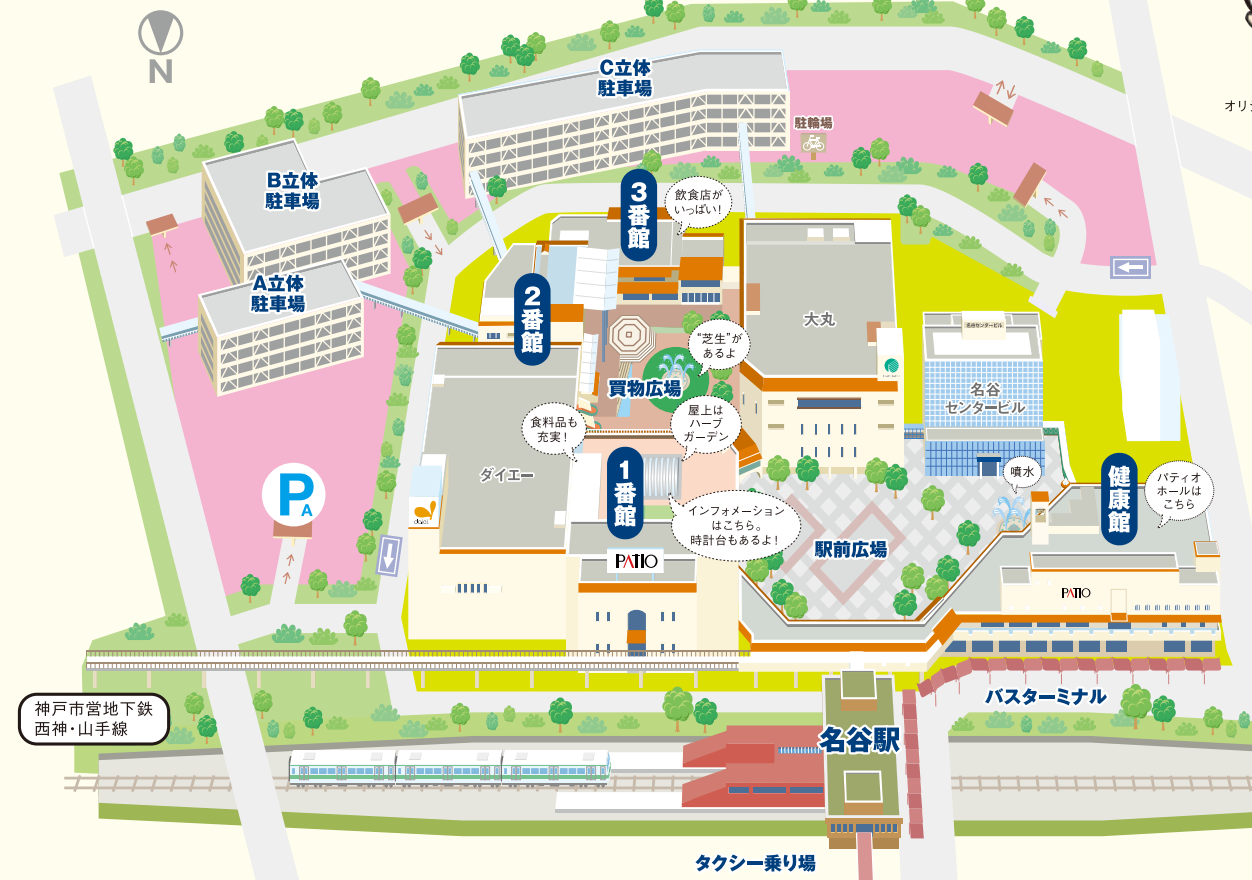 N
C立体
駐車場
駐輪場
オリジ
B立体
駐車場
3番館
飲食店が
いっぱい!
A立体
駐車場
2番館
大丸
名谷センタービル
"芝生"が
あるよ
買物広場
名谷
センタービル
食料品も
充実!
屋上は
ハーブ
ガーデン
ダイエー
1番館
噴水
健康館
パティオ
ホールは
こちら
P
A
daiei
インフォメーション
はこちら。
時計台もあるよ!
駅前広場
PATIO
PATIO
神戸市営地下鉄
西神・山手線
バスターミナル
名谷駅
タクシー乗り場